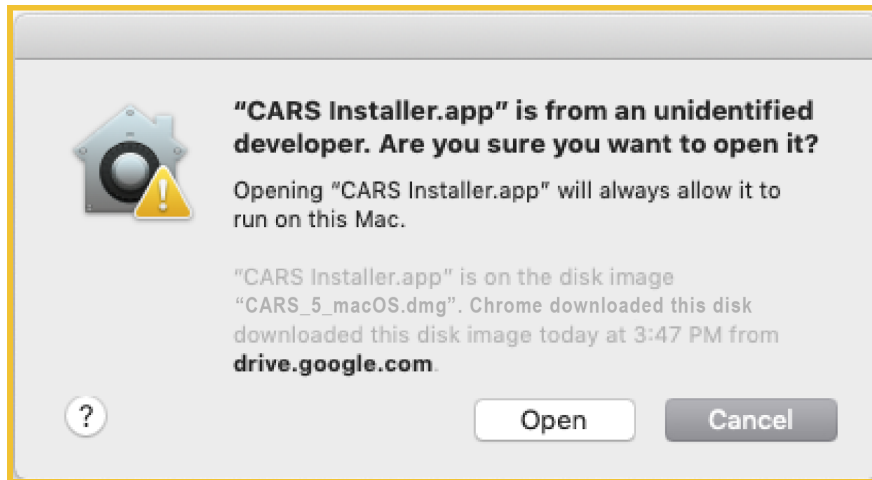 “CARS Installer.app” is from an unidentified
developer. Are you sure you want to open it?
Opening “CARS Installer.app” will always allow it to
run on this Mac.
“CARS Installer.app” is on the disk image
“CARS_5_macOS.dmg”. Chrome downloaded this disk
downloaded this disk image today at 3:47 PM from
drive.google.com.
?
Open
Cancel